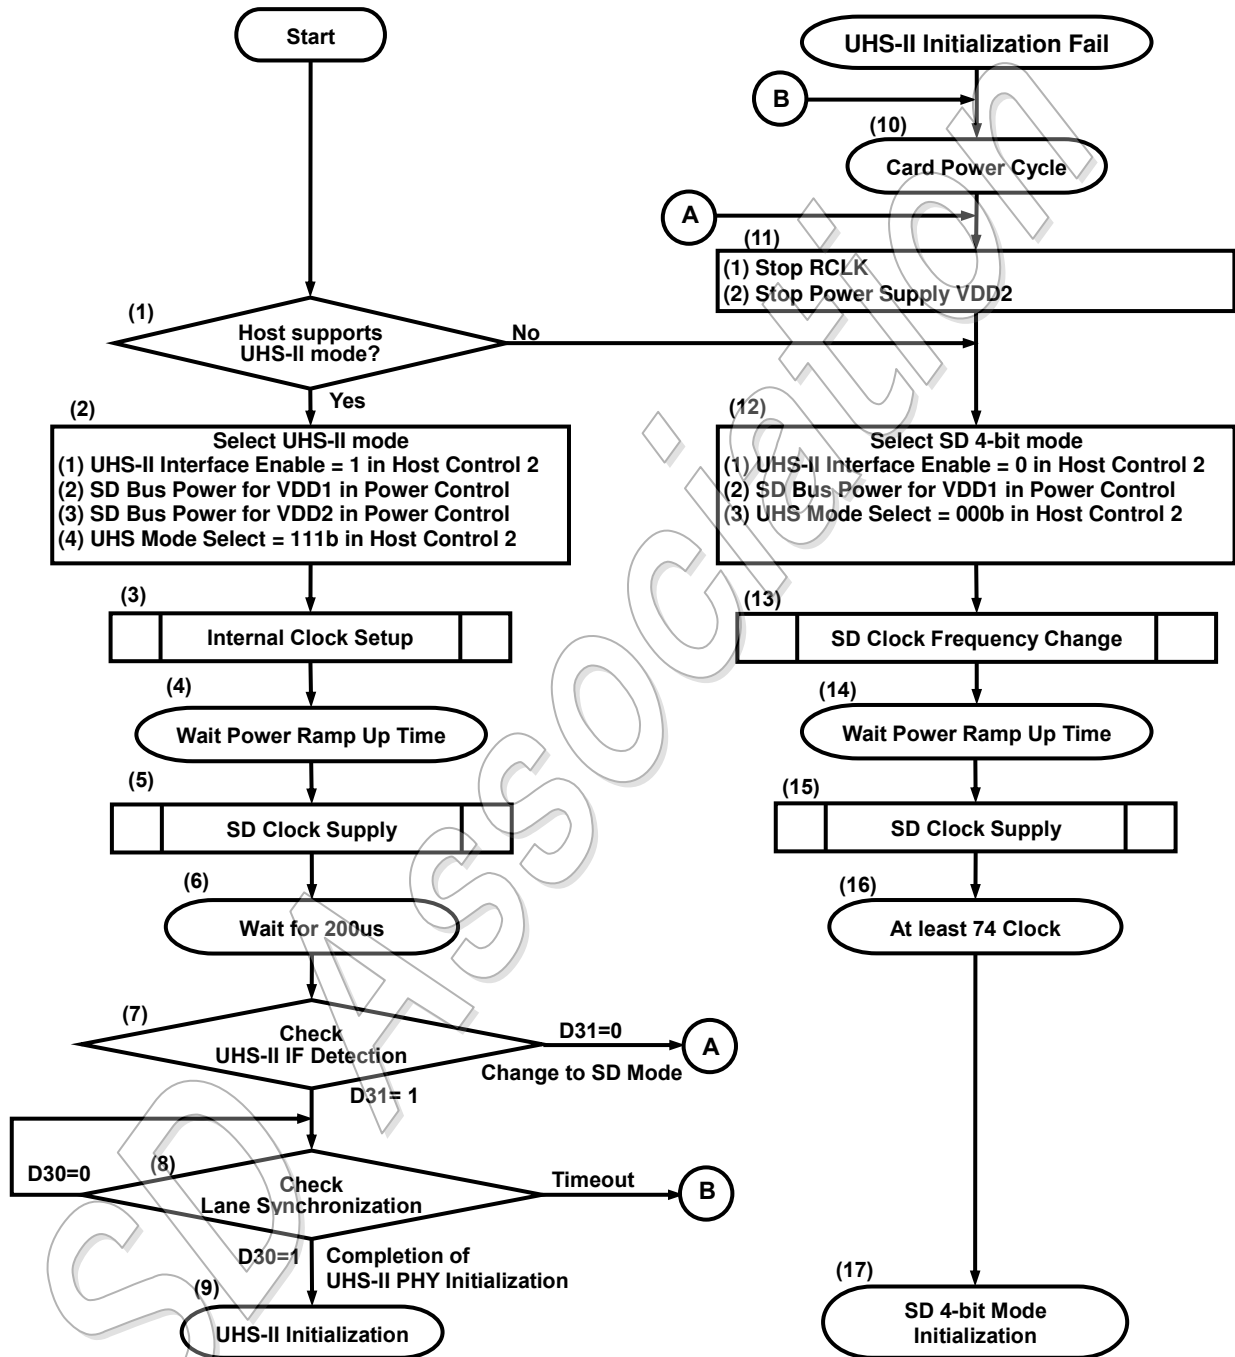 Start
(1)
Host supports
UHS-II mode?
No
Yes
(2)
Select UHS-II mode
(1) UHS-II Interface Enable = 1 in Host Control 2
(2) SD Bus Power for VDD1 in Power Control
(3) SD Bus Power for VDD2 in Power Control
(4) UHS Mode Select = 111b in Host Control 2
(3)
Internal Clock Setup
(4)
Wait Power Ramp Up Time
(5)
SD Clock Supply
(6)
Wait for 200us
(7)
Check
UHS-II IF Detection
D31=0
Change to SD Mode
A
D31= 1
D30=0
(8)
Check
Lane Synchronization
Timeout
B
D30=1
Completion of
UHS-II PHY Initialization
(9)
UHS-II Initialization
UHS-II Initialization Fail
B
(10)
Card Power Cycle
A
(11)
(1) Stop RCLK
(2) Stop Power Supply VDD2
(12)
Select SD 4-bit mode
(1) UHS-II Interface Enable = 0 in Host Control 2
(2) SD Bus Power for VDD1 in Power Control
(3) UHS Mode Select = 000b in Host Control 2
(13)
SD Clock Frequency Change
(14)
Wait Power Ramp Up Time
(15)
SD Clock Supply
(16)
At least 74 Clock
(17)
SD 4-bit Mode
Initialization
SD Association